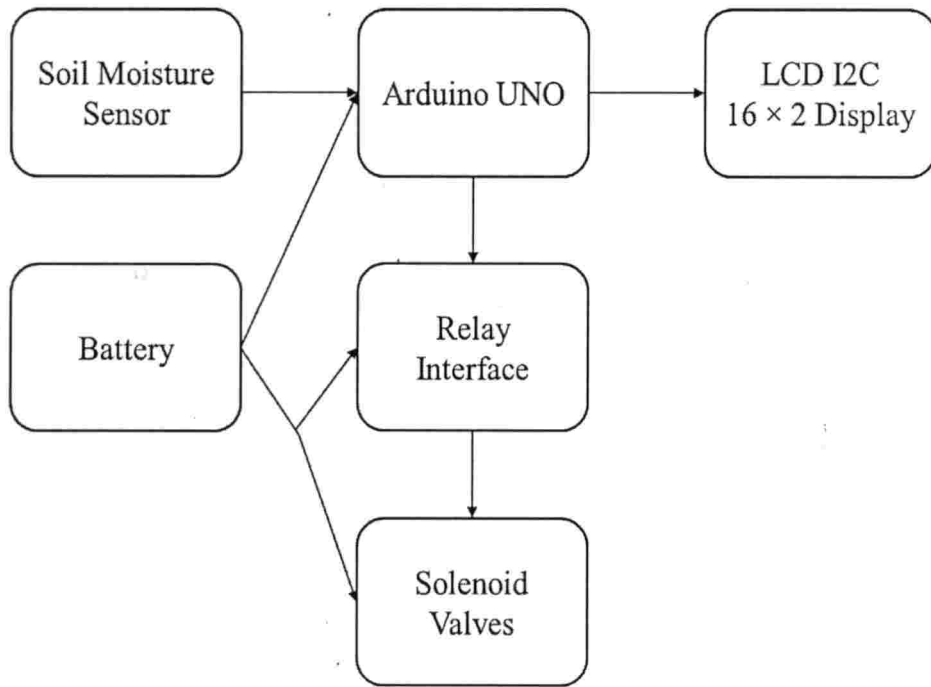 Soil Moisture
Sensor
Arduino UNO
LCD I2C
16 × 2 Display
Battery
Relay
Interface
Solenoid
Valves